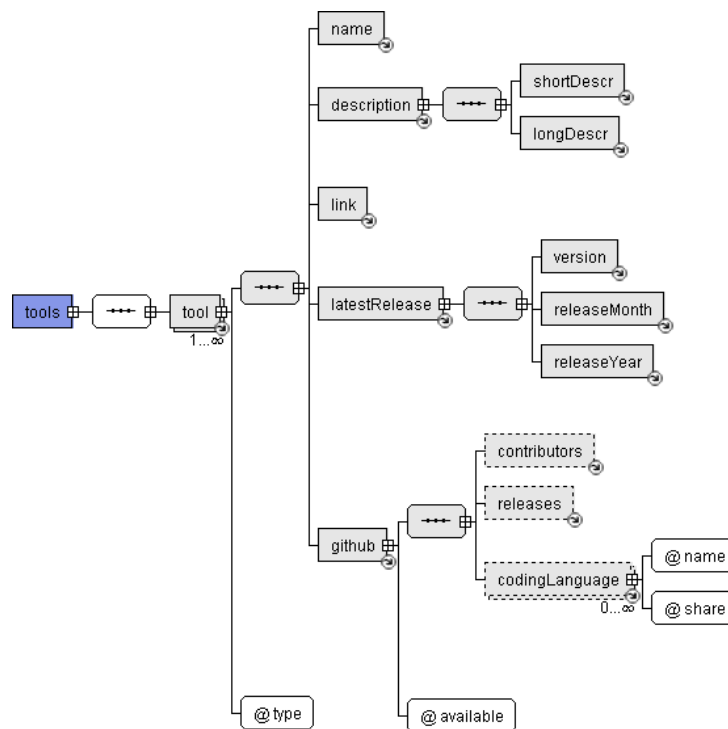 name
description
shortDescr
longDescr
link
tools
tool
1...∞
latestRelease
version
releaseMonth
releaseYear
github
contributors
releases
codingLanguage
0...∞
@ name
@ share
@ type
@ available